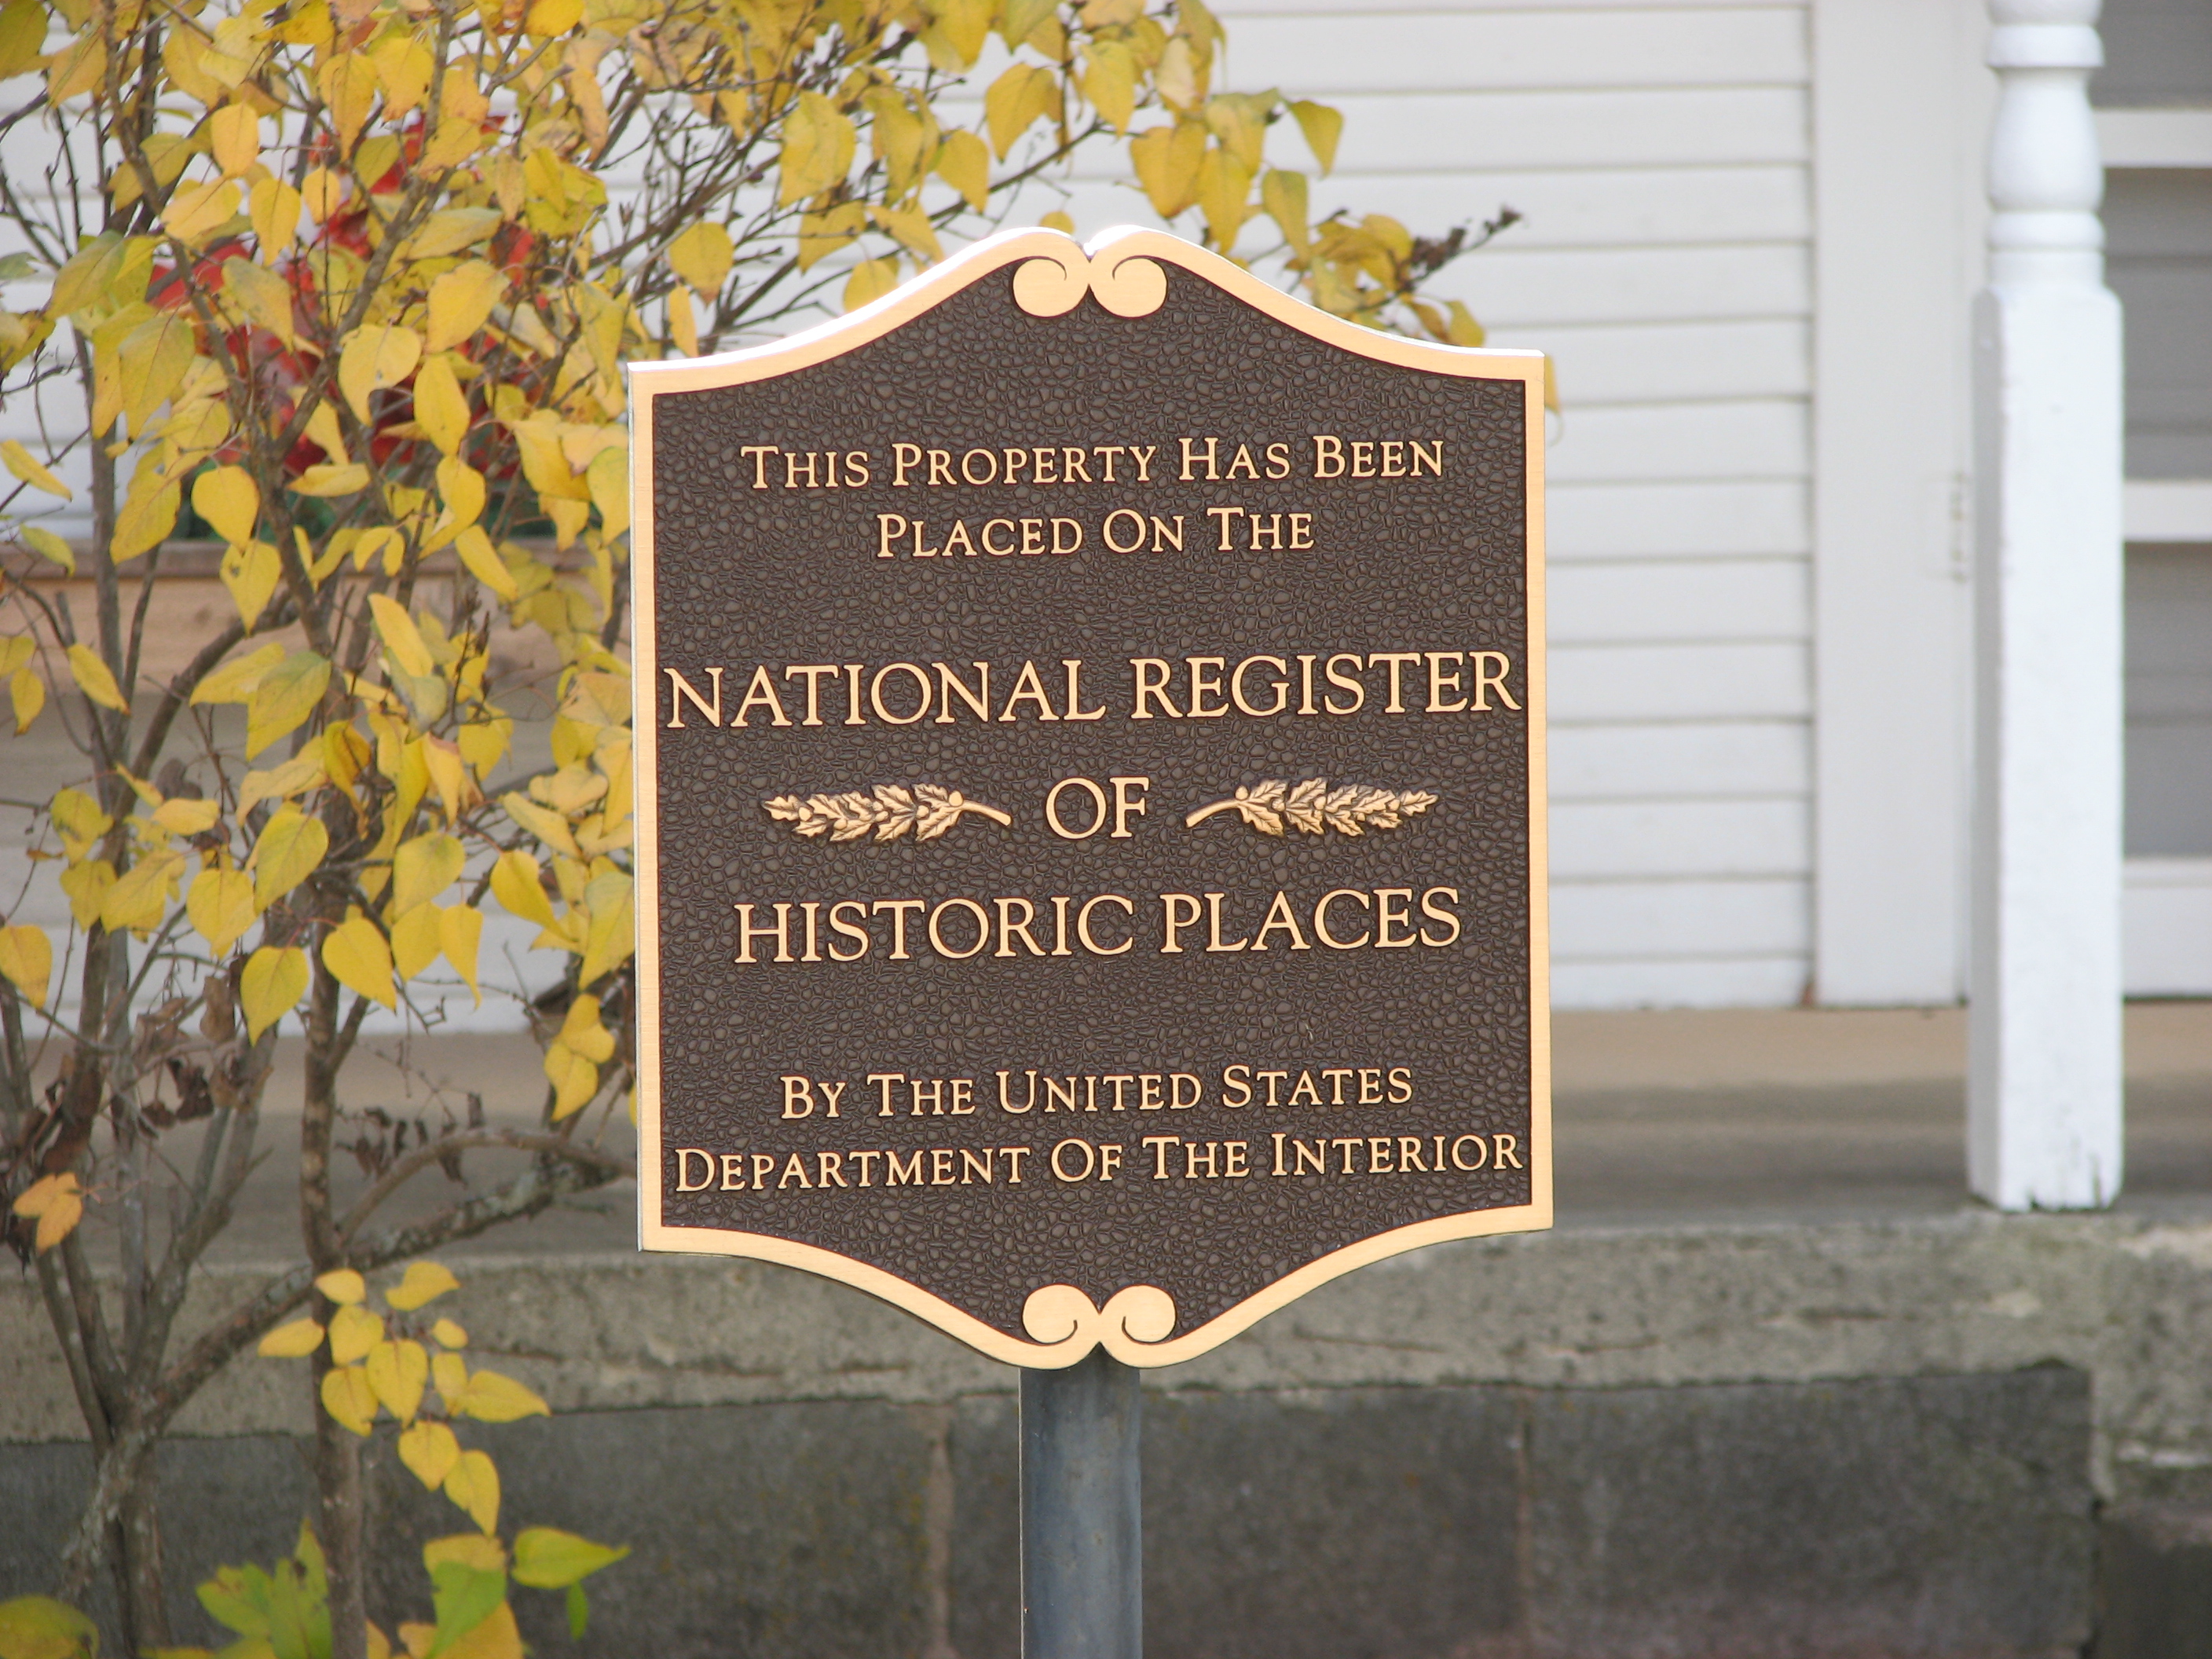 This Property Has Been
Placed On The
NATIONAL REGISTER
OF
HISTORIC PLACES
By The United States
Department Of The Interior